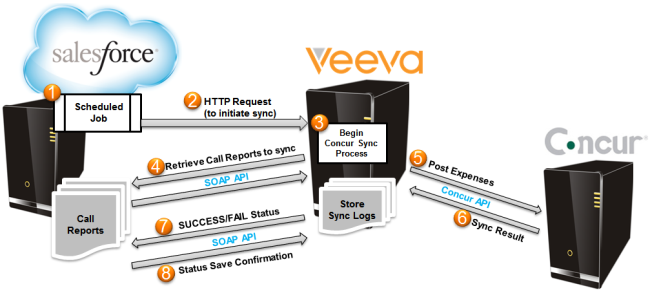 salesforce
Veeva
Concur
1
Scheduled
Job
2 HTTP Request
(to initiate sync)
3 Begin
Concur Sync
Process
4 Retrieve Call Reports to sync
SOAP API
5 Post Expenses
Concur API
6 Sync Result
Call
Reports
Store
Sync Logs
7 SUCCESS/FAIL Status
SOAP API
8 Status Save Confirmation